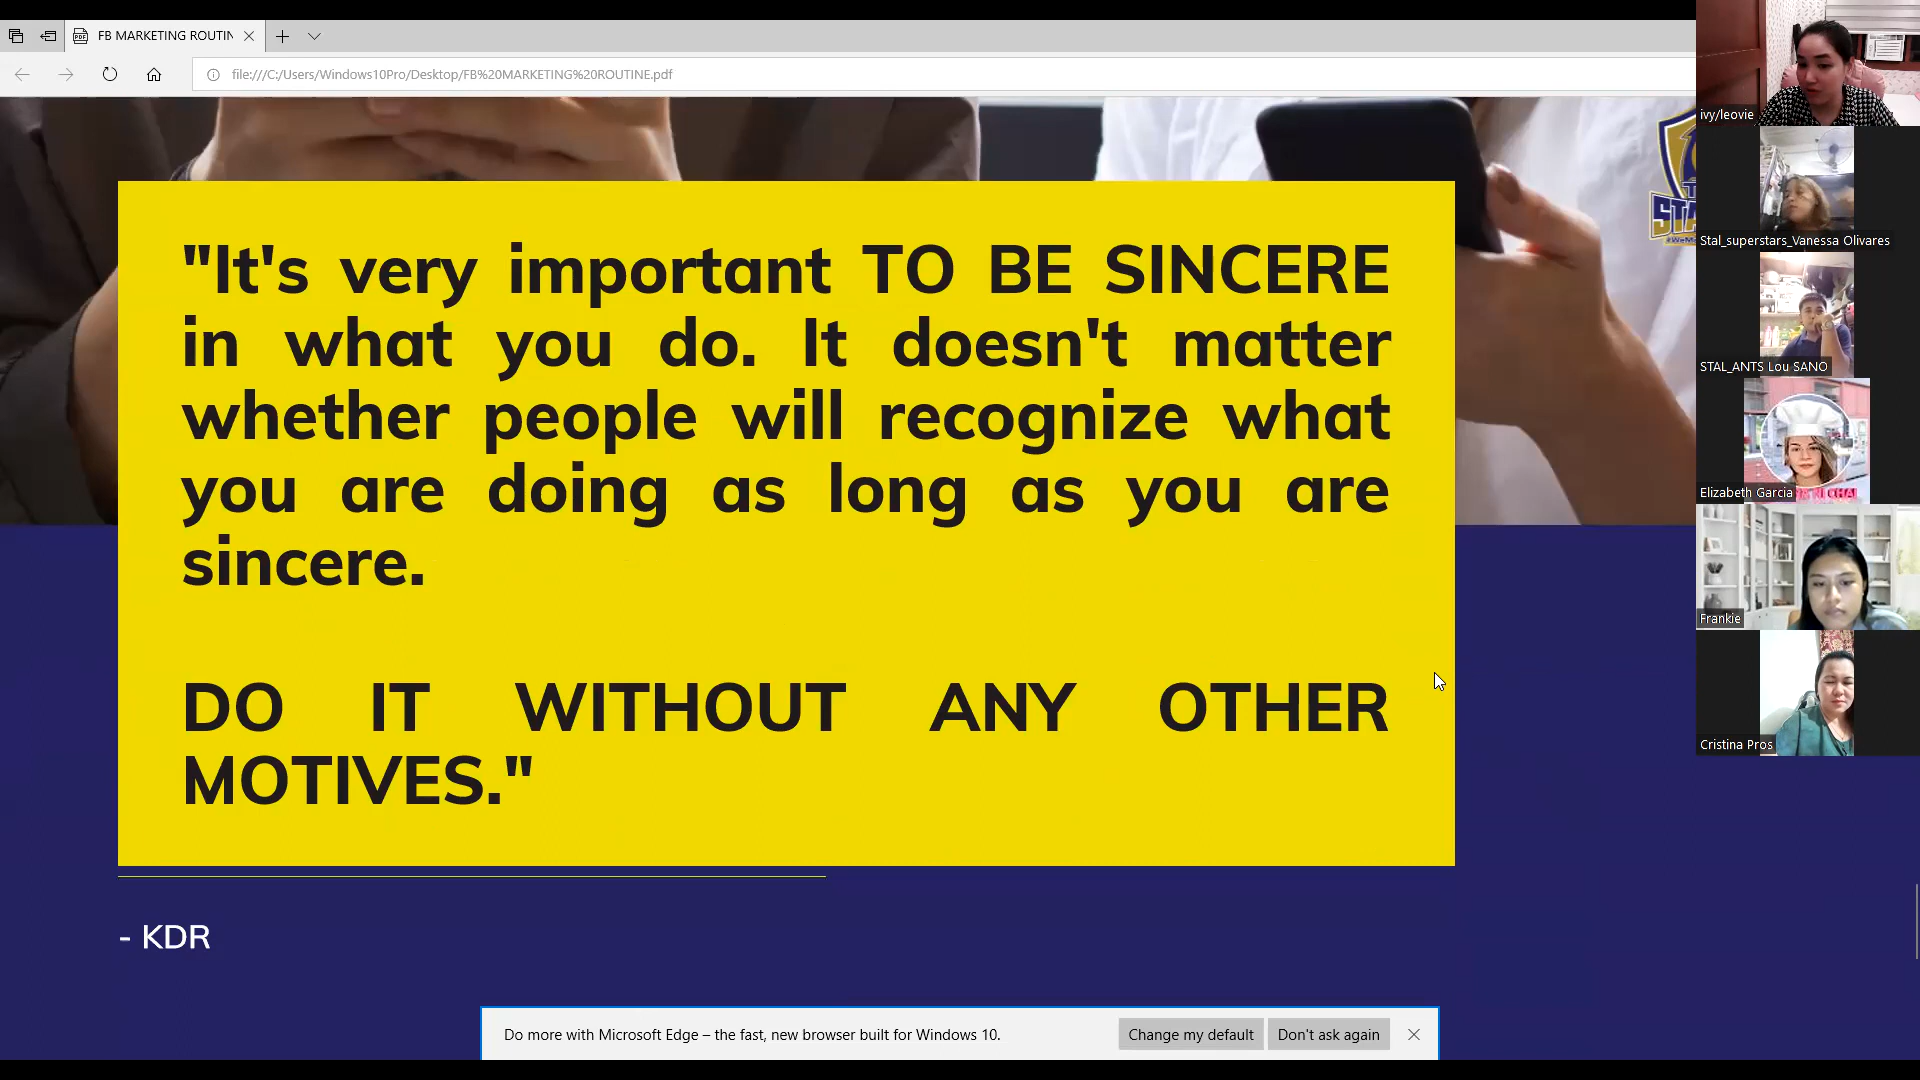 FB MARKETING ROUTIN
file:///C:/Users/Windows10Pro/Desktop/FB%20MARKETING%20ROUTINE.pdf
"It's very important TO BE SINCERE
in what you do. It doesn't matter
whether people will recognize what
you are doing as long as you are
sincere.
DO IT WITHOUT ANY OTHER
MOTIVES."
- KDR
Do more with Microsoft Edge – the fast, new browser built for Windows 10.
Change my default
Don't ask again
ivy/leovie
Stal_superstars_Vanessa Olivares
STAL_ANTS Lou SANO
Elizabeth Garcia
Frankie
Cristina Pros